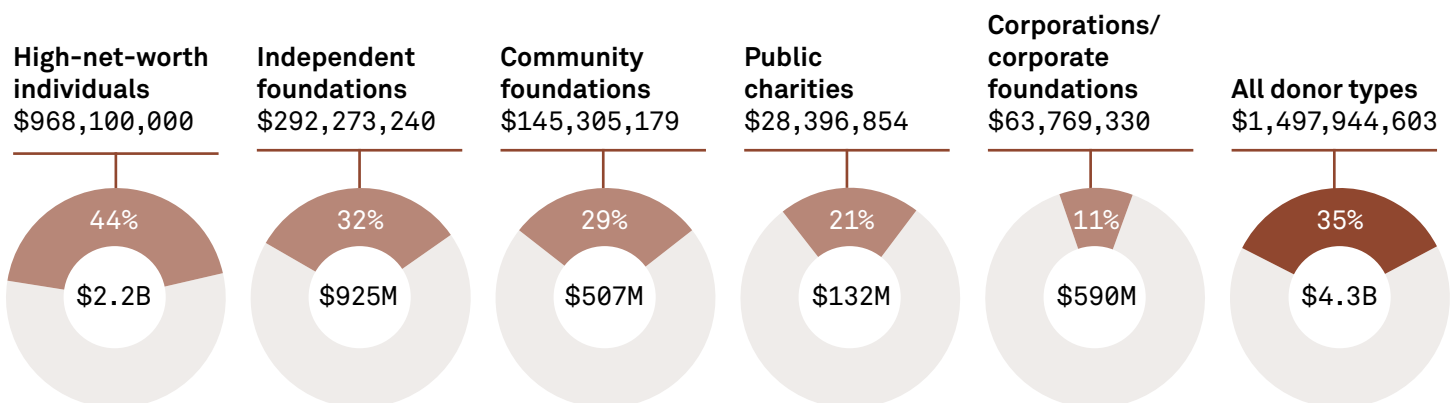 High-net-worth
individuals
$968,100,000
44%
$2.2B
Independent
foundations
$292,273,240
32%
$925M
Community
foundations
$145,305,179
29%
$507M
Public
charities
$28,396,854
21%
$132M
Corporations/
corporate
foundations
$63,769,330
11%
$590M
All donor types
$1,497,944,603
35%
$4.3B